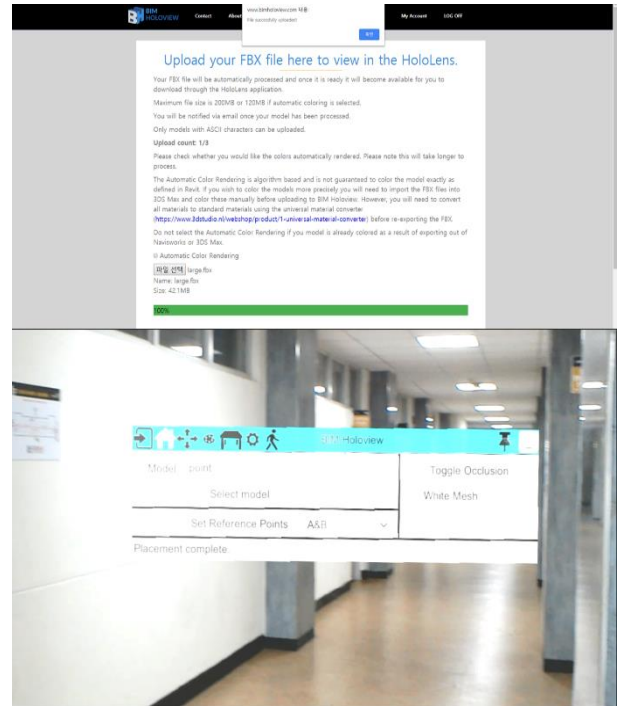 BIM
HOLOVIEW
Contact
About
www.bimholoview.com 내용:
File successfully uploaded
확인
My Account
LOG OFF
Upload your FBX file here to view in the HoloLens.
Your FBX file will be automatically processed and once it is ready it will become available for you to
download through the HoloLens application.
Maximum file size is 200MB or 120MB if automatic coloring is selected.
You will be notified via email once your model has been processed.
Only models with ASCII characters can be uploaded.
Upload count: 1/3
Please check whether you would like the colors automatically rendered. Please note this will take longer to
process.
The Automatic Color Rendering is algorithm based and is not guaranteed to color the model exactly as
defined in Revit. If you wish to color the models more precisely you will need to import the FBX files into
3DS Max and color these manually before uploading to BIM Holoview. However, you will need to convert
all materials to standard materials using the universal material converter
(https://www.3dstudio.nl/webshop/product/1-universal-material-converter) before re-exporting the FBX.
Do not select the Automatic Color Rendering if you model is already colored as a result of exporting out of
Navisworks or 3DS Max.
Automatic Color Rendering
파일 선택 large.fbx
Name: large.fbx
Size: 42.1MB
100%
BIM Holoview
Model: point
Toggle Occlusion
Select model
White Mesh
Set Reference Points A&B
Placement complete.